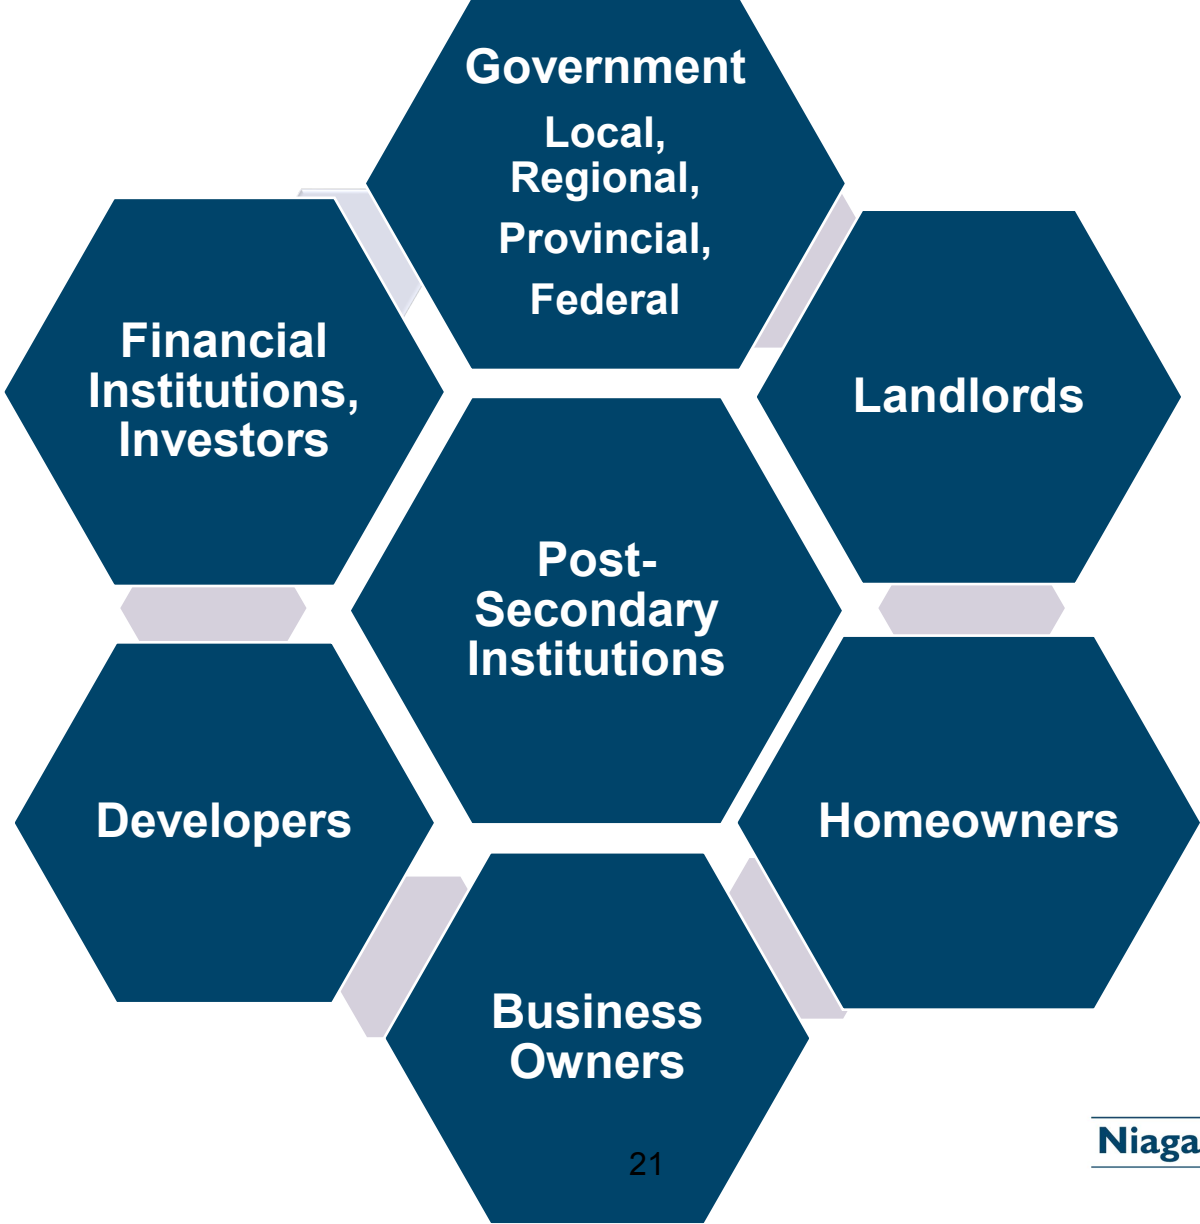 Government
Local,
Regional,
Provincial,
Federal
Financial
Institutions,
Investors
Landlords
Post-
Secondary
Institutions
Developers
Homeowners
Business
Owners
21
Niaga